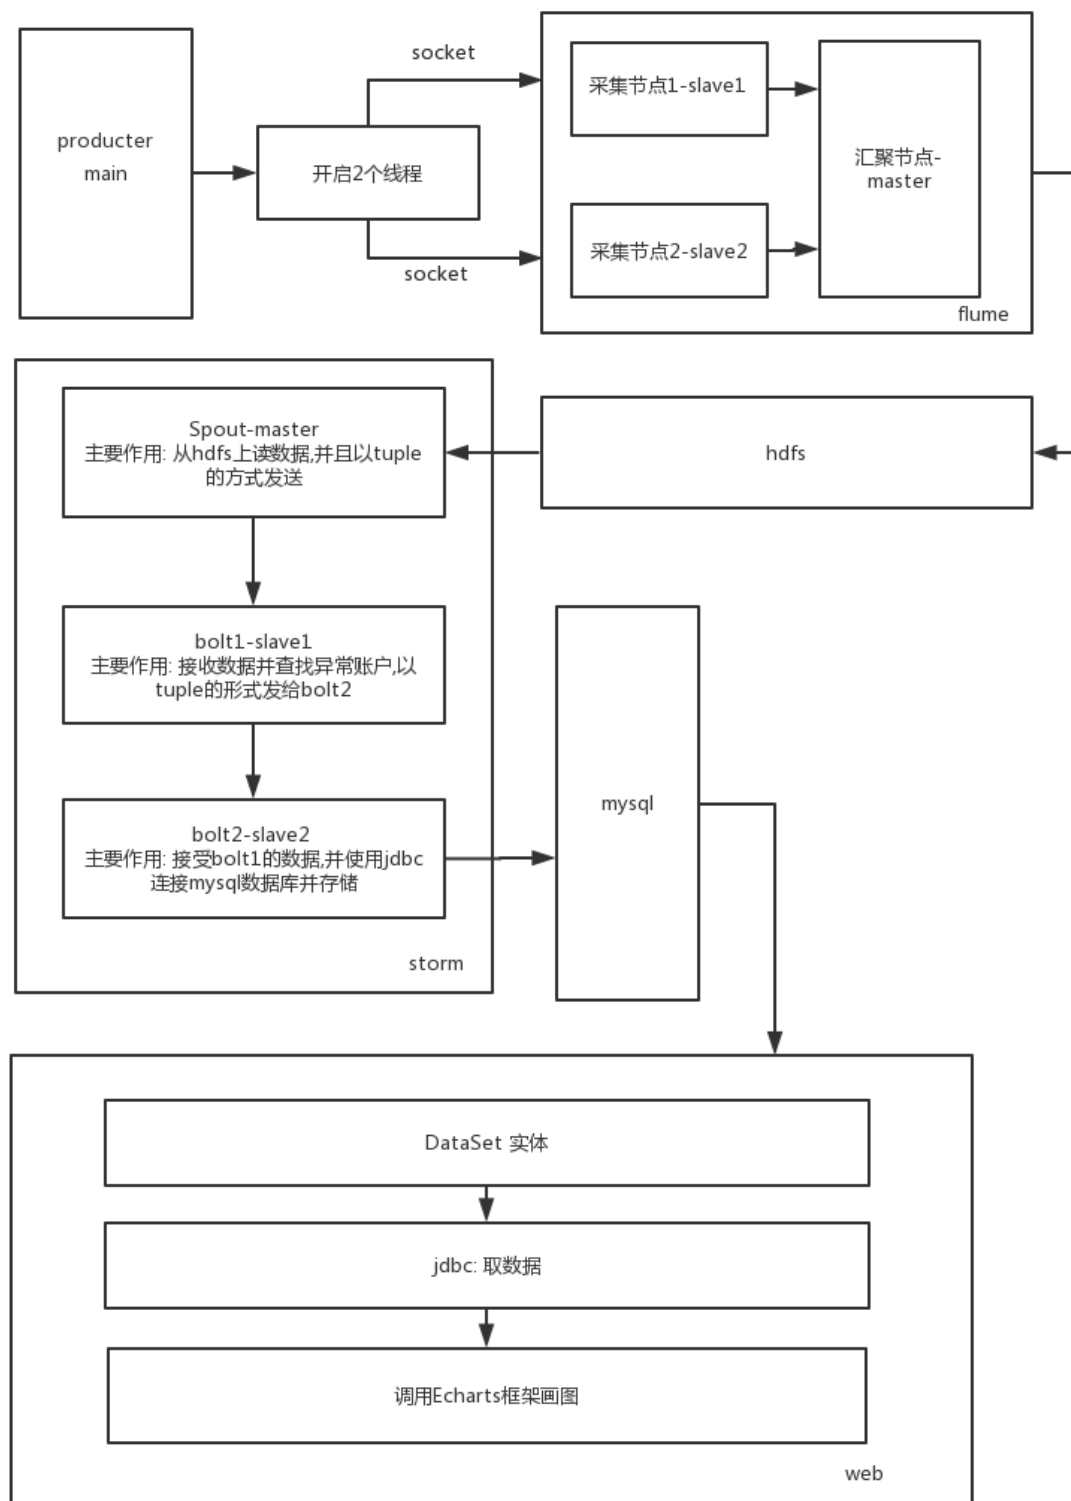 producter
main
开启2个线程
socket
socket
采集节点1-slave1
采集节点2-slave2
汇聚节点-
master
flume
hdfs
Spout-master
主要作用: 从hdfs上读数据,并且以tuple
的方式发送
bolt1-slave1
主要作用: 接收数据并查找异常账户,以
tuple的形式发给bolt2
bolt2-slave2
主要作用: 接受bolt1的数据,并使用jdbc
连接mysql数据库并存储
storm
mysql
DataSet 实体
jdbc: 取数据
调用Echarts框架画图
web